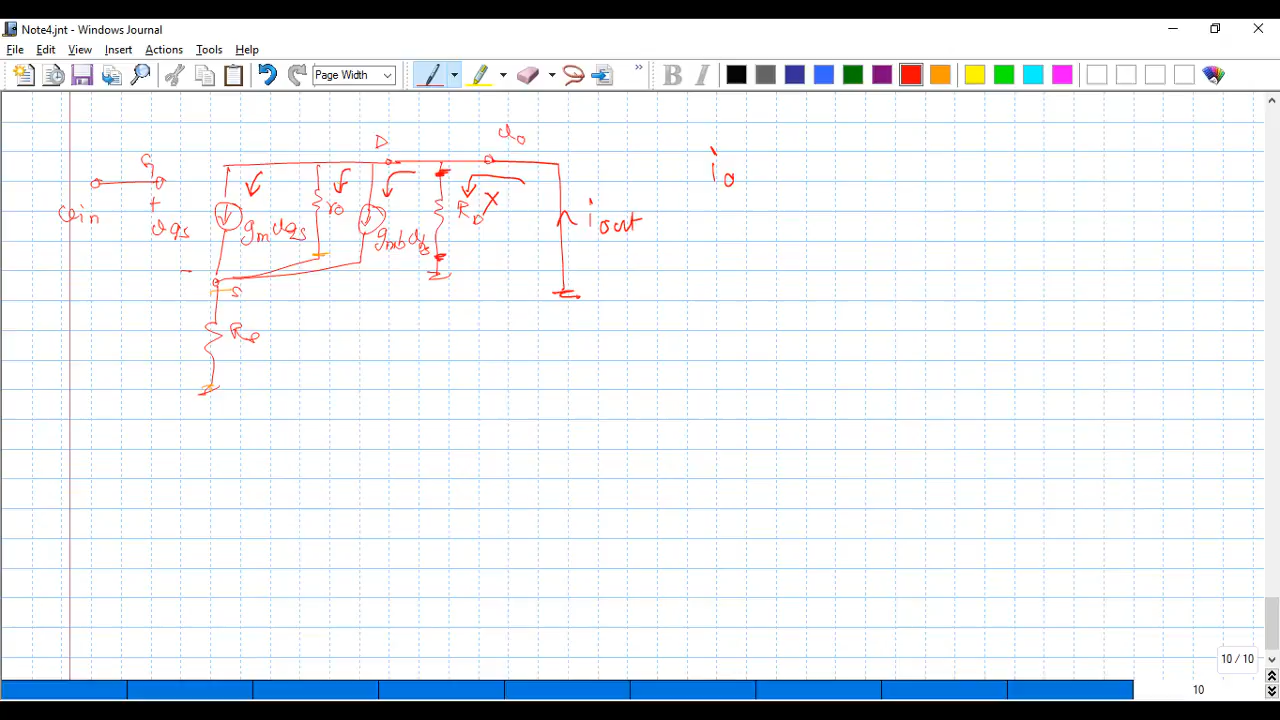 Note4.jnt - Windows Journal
File Edit View Insert Actions Tools Help
Page Width
B I
D
vo
G
vin
+
vgs
-
gmvgs
ro
gmbvbs
RD
X
iout
io
S
Rs
10 / 10
10